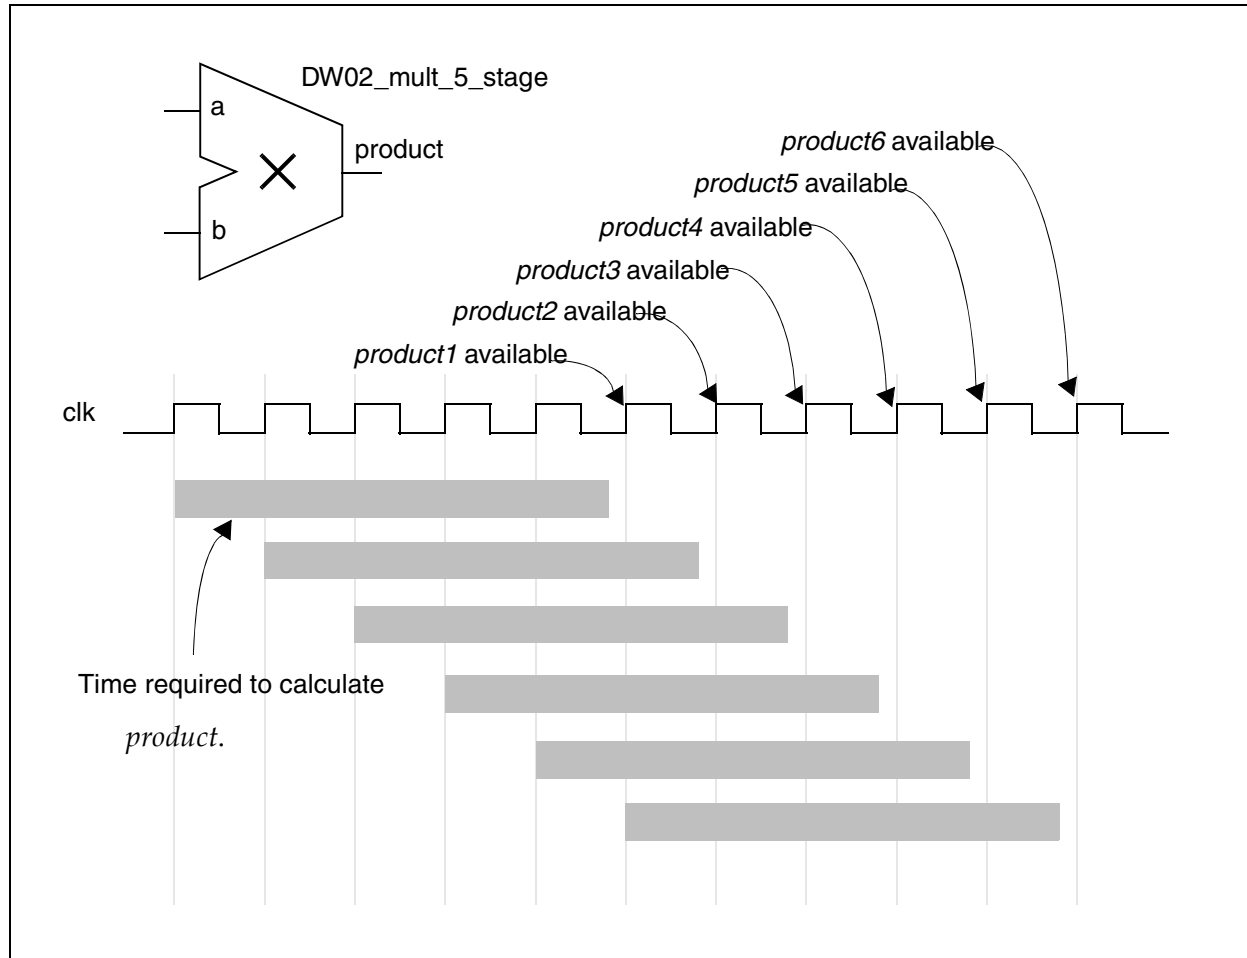 DW02_mult_5_stage
a
product
b
product6 available
product5 available
product4 available
product3 available
product2 available
product1 available
clk
Time required to calculate
product.